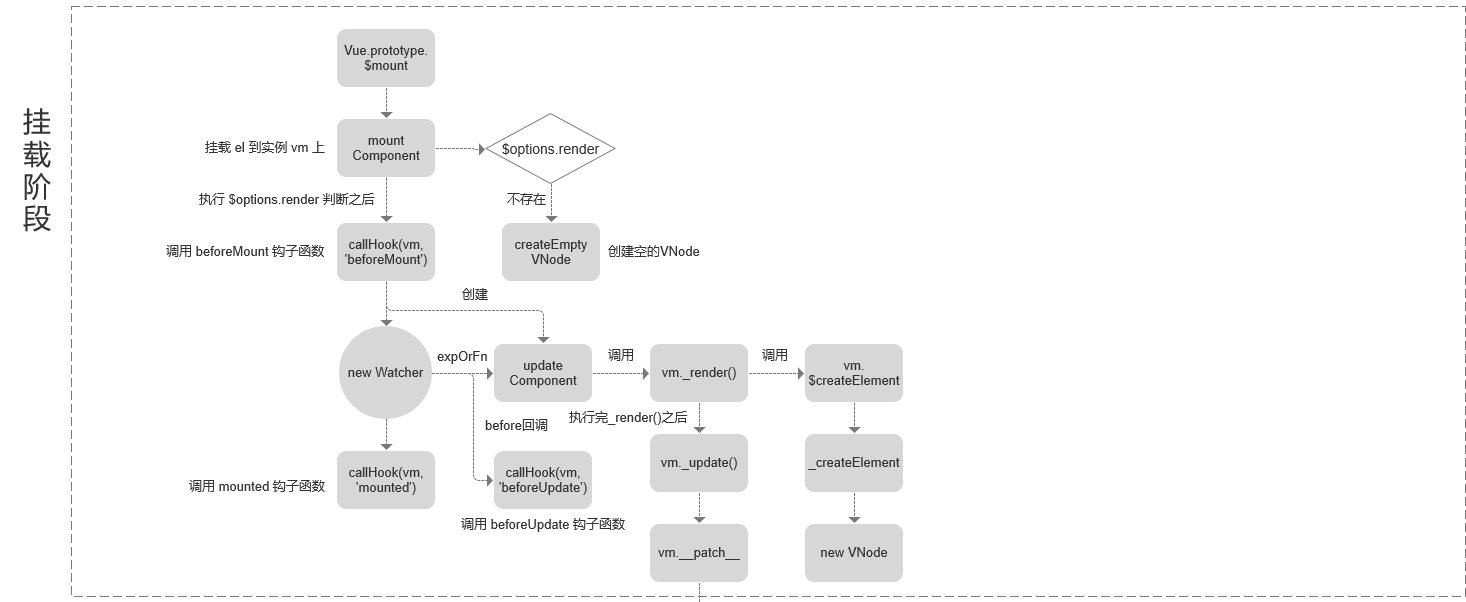 挂载阶段
Vue.prototype.
$mount
挂载 el 到实例 vm 上
mount
Component
$options.render
执行 $options.render 判断之后
不存在
调用 beforeMount 钩子函数
callHook(vm,
'beforeMount')
createEmpty
VNode
创建空的VNode
创建
new Watcher
expOrFn
update
Component
调用
vm._render()
调用
vm.
$createElement
before回调
执行完_render()之后
调用 mounted 钩子函数
callHook(vm,
'mounted')
callHook(vm,
'beforeUpdate')
调用 beforeUpdate 钩子函数
vm._update()
_createElement
vm.__patch__
new VNode